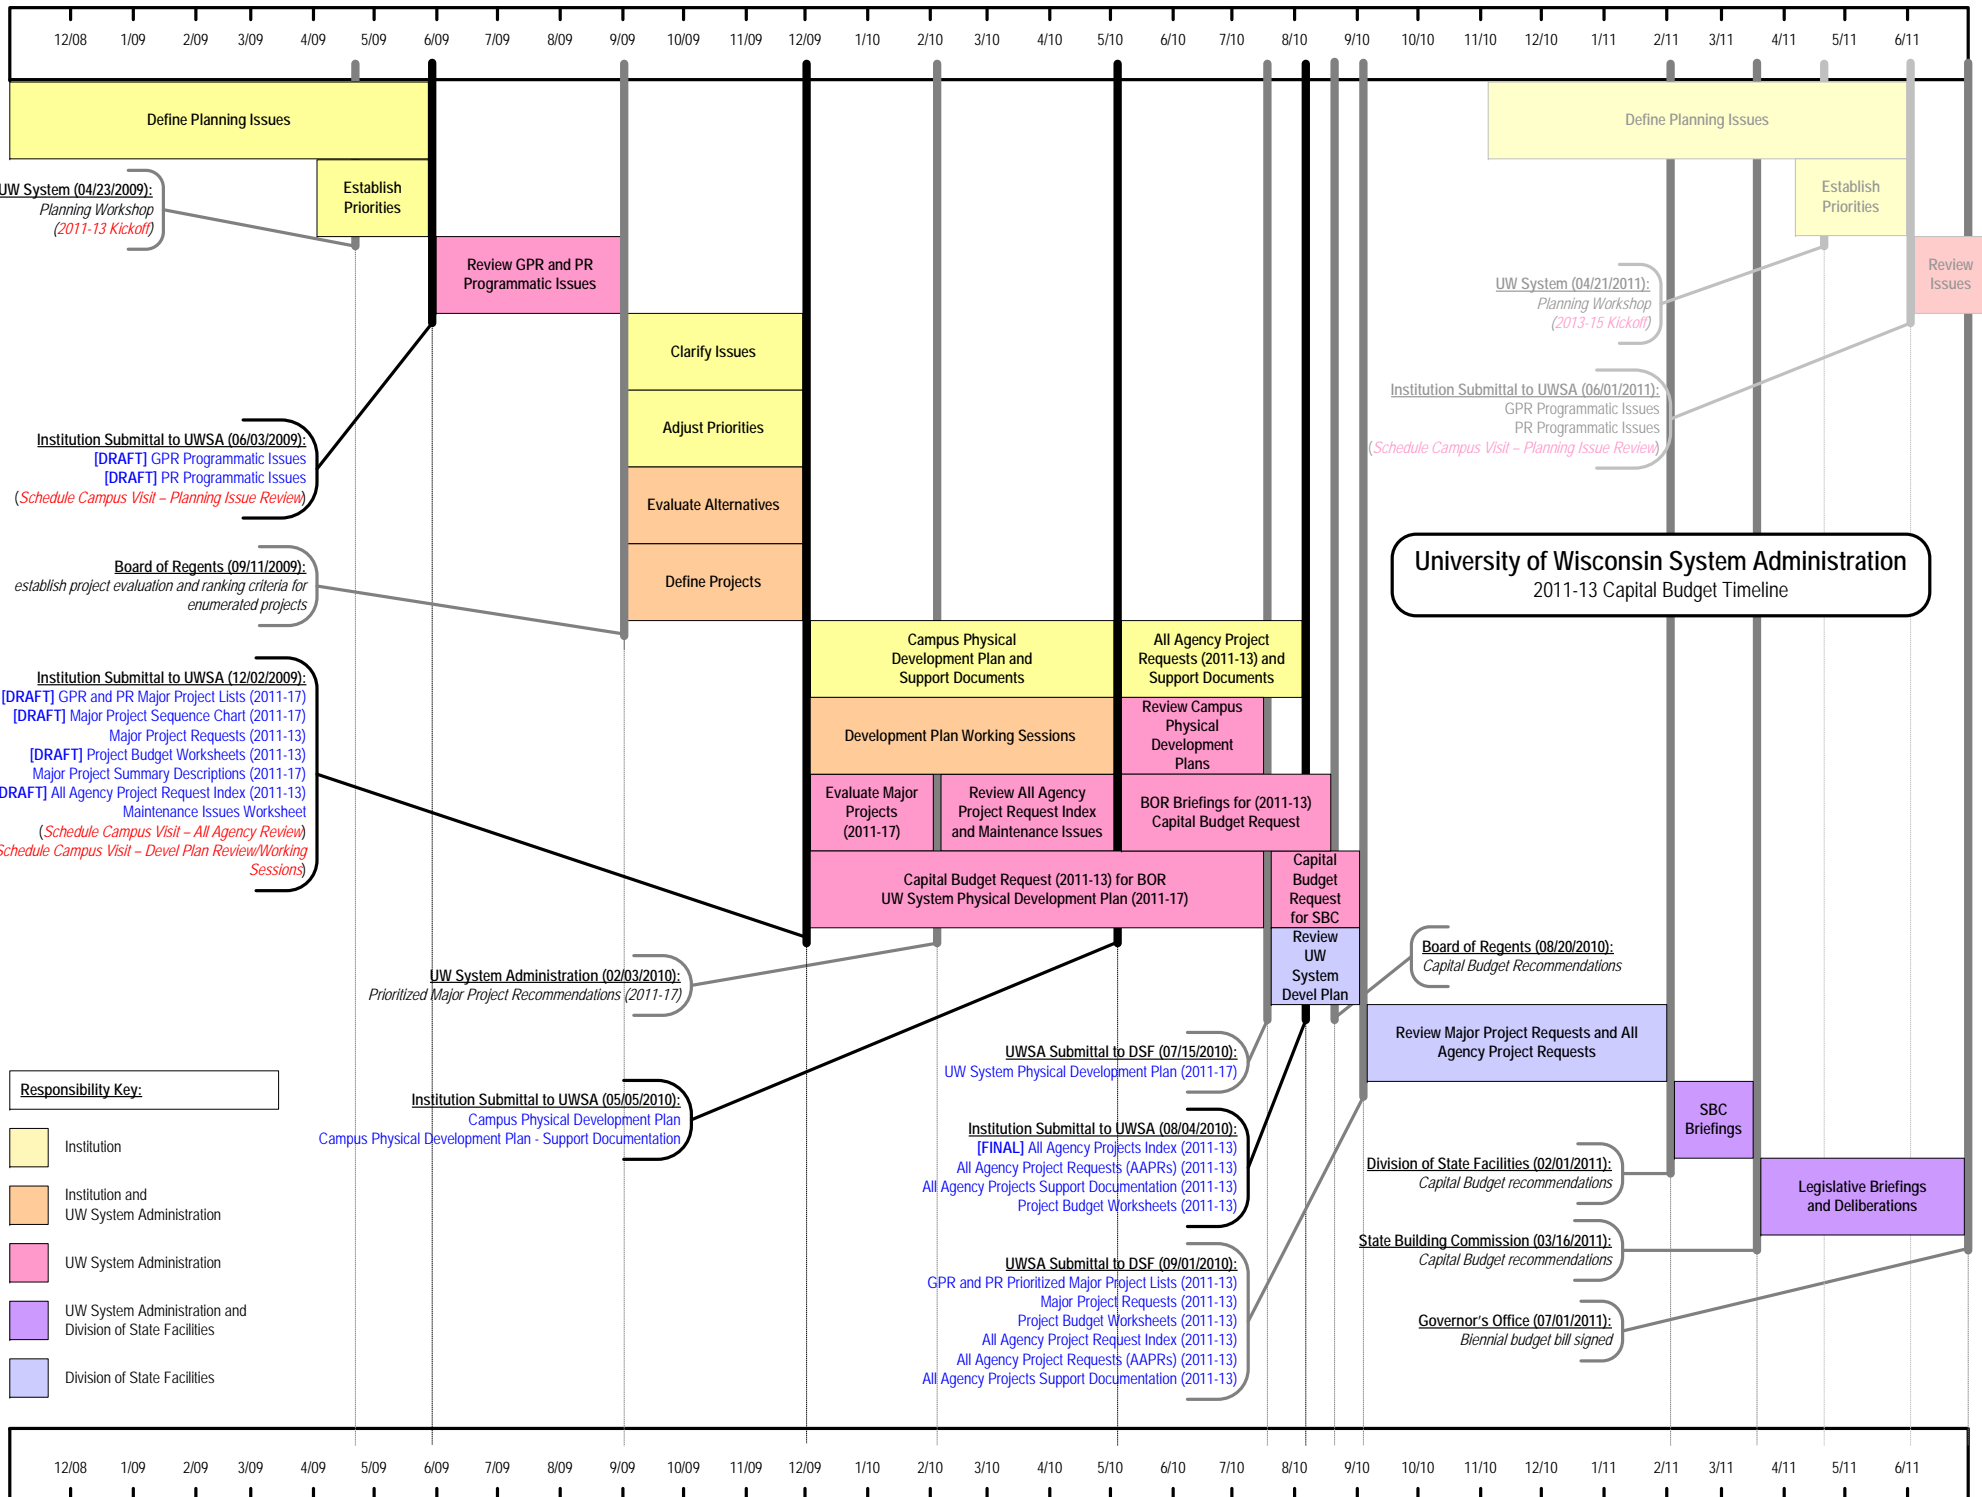 12/08 1/09 2/09 3/09 4/09 5/09 6/09 7/09 8/09 9/09 10/09 11/09 12/09 1/10 2/10 3/10 4/10 5/10 6/10 7/10 8/10 9/10 10/10 11/10 12/10 1/11 2/11 3/11 4/11 5/11 6/11
Define Planning Issues
Define Planning Issues
Establish
Priorities
Establish
Priorities
UW System (04/23/2009):
Planning Workshop
(2011-13 Kickoff)
Review GPR and PR
Programmatic Issues
Review
Issues
UW System (04/21/2011):
Planning Workshop
(2013-15 Kickoff)
Clarify Issues
Adjust Priorities
Institution Submittal to UWSA (06/01/2011):
GPR Programmatic Issues
PR Programmatic Issues
(Schedule Campus Visit – Planning Issue Review)
Institution Submittal to UWSA (06/03/2009):
[DRAFT] GPR Programmatic Issues
[DRAFT] PR Programmatic Issues
(Schedule Campus Visit – Planning Issue Review)
Evaluate Alternatives
Define Projects
Board of Regents (09/11/2009):
establish project evaluation and ranking criteria for
enumerated projects
University of Wisconsin System Administration
2011-13 Capital Budget Timeline
Campus Physical
Development Plan and
Support Documents
All Agency Project
Requests (2011-13) and
Support Documents
Institution Submittal to UWSA (12/02/2009):
[DRAFT] GPR and PR Major Project Lists (2011-17)
[DRAFT] Major Project Sequence Chart (2011-17)
Major Project Requests (2011-13)
[DRAFT] Project Budget Worksheets (2011-13)
Major Project Summary Descriptions (2011-17)
DRAFT] All Agency Project Request Index (2011-13)
Maintenance Issues Worksheet
(Schedule Campus Visit – All Agency Review)
Schedule Campus Visit – Devel Plan Review/Working
Sessions)
Development Plan Working Sessions
Review Campus
Physical
Development
Plans
Evaluate Major
Projects
(2011-17)
Review All Agency
Project Request Index
and Maintenance Issues
BOR Briefings for (2011-13)
Capital Budget Request
Capital Budget Request (2011-13) for BOR
UW System Physical Development Plan (2011-17)
Capital
Budget
Request
for SBC
Review
UW
System
Devel Plan
Board of Regents (08/20/2010):
Capital Budget Recommendations
UW System Administration (02/03/2010):
Prioritized Major Project Recommendations (2011-17)
Review Major Project Requests and All
Agency Project Requests
UWSA Submittal to DSF (07/15/2010):
UW System Physical Development Plan (2011-17)
Institution Submittal to UWSA (05/05/2010):
Campus Physical Development Plan
Campus Physical Development Plan - Support Documentation
SBC
Briefings
Institution Submittal to UWSA (08/04/2010):
[FINAL] All Agency Projects Index (2011-13)
All Agency Project Requests (AAPRs) (2011-13)
All Agency Projects Support Documentation (2011-13)
Project Budget Worksheets (2011-13)
Division of State Facilities (02/01/2011):
Capital Budget recommendations
Legislative Briefings
and Deliberations
State Building Commission (03/16/2011):
Capital Budget recommendations
UWSA Submittal to DSF (09/01/2010):
GPR and PR Prioritized Major Project Lists (2011-13)
Major Project Requests (2011-13)
Project Budget Worksheets (2011-13)
All Agency Project Request Index (2011-13)
All Agency Project Requests (AAPRs) (2011-13)
All Agency Projects Support Documentation (2011-13)
Governor's Office (07/01/2011):
Biennial budget bill signed
Responsibility Key:
Institution
Institution and
UW System Administration
UW System Administration
UW System Administration and
Division of State Facilities
Division of State Facilities
12/08 1/09 2/09 3/09 4/09 5/09 6/09 7/09 8/09 9/09 10/09 11/09 12/09 1/10 2/10 3/10 4/10 5/10 6/10 7/10 8/10 9/10 10/10 11/10 12/10 1/11 2/11 3/11 4/11 5/11 6/11